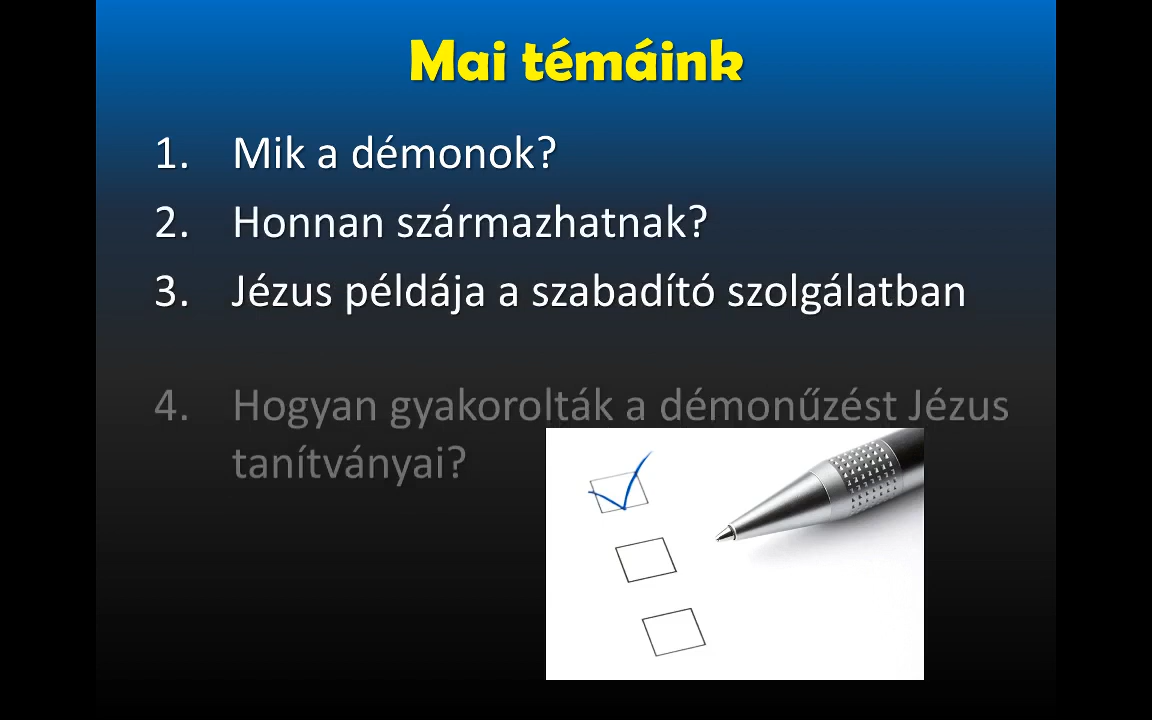 Mai témáink
1. Mik a démonok?
2. Honnan származhatnak?
3. Jézus példája a szabadító szolgálatban
4. Hogyan gyakorolták a démonűzést Jézus
tanítványai?